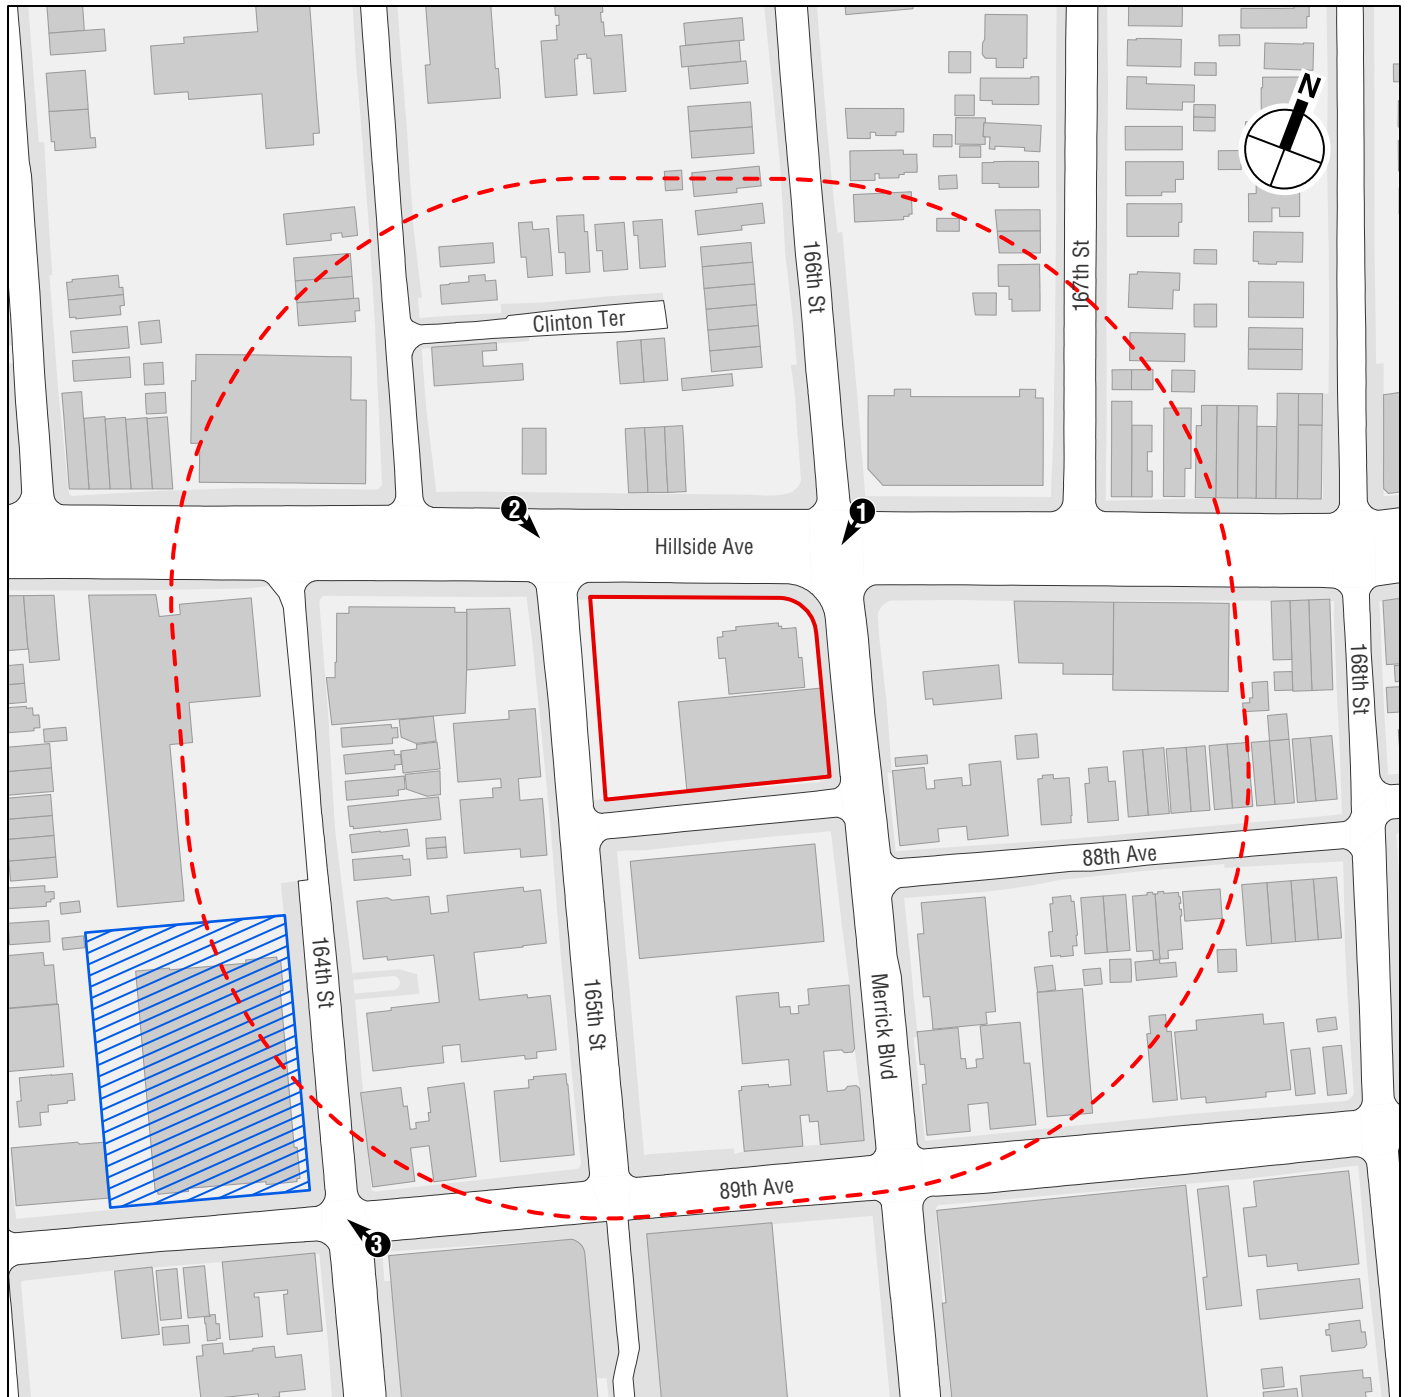 N
166th St
167th St
Clinton Ter
2
1
Hillside Ave
168th St
88th Ave
164th St
165th St
Merrick Blvd
89th Ave
3